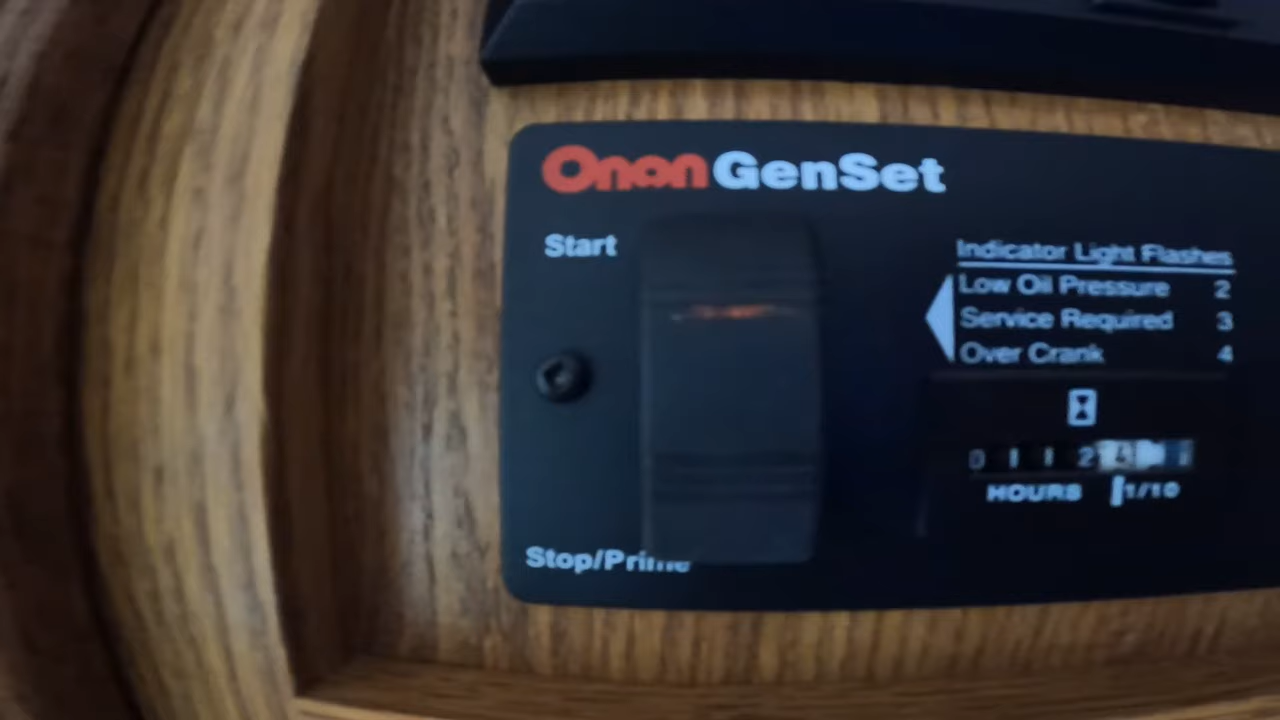 Onan GenSet
Start
Indicator Light Flashes
Low Oil Pressure 2
Service Required 3
Over Crank 4
0 1 1 2
HOURS 1/10
Stop/Prime